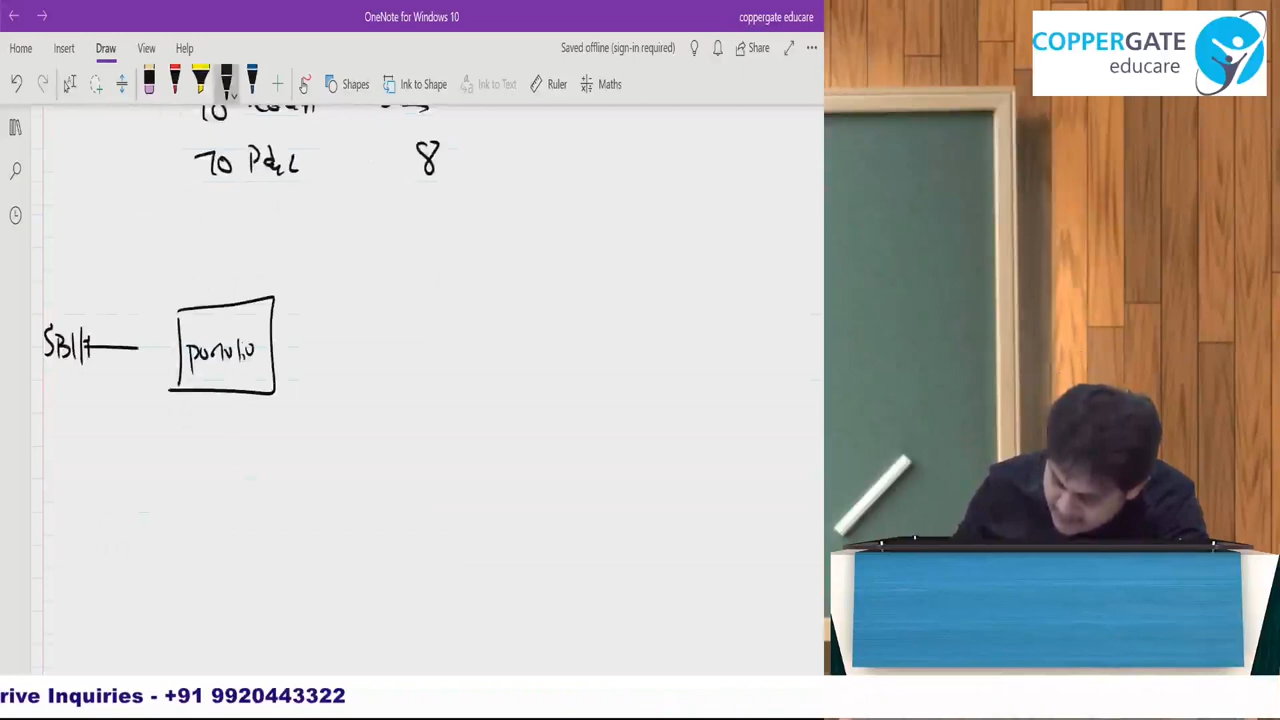 OneNote for Windows 10
coppergate educare
Home Insert Draw View Help
Saved offline (sign-in required)
Share
Shapes
Ink to Shape
Ink to Text
Ruler
Maths
COPPERGATE
educare
10
70
8
SBI
rive Inquiries - +91 9920443322